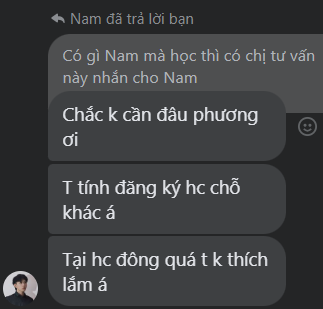 Nam đã trả lời bạn
Có gì Nam mà học thì có chị tư vấn
này nhắn cho Nam
Chắc k cần đâu phương
ơi
T tính đăng ký hc chỗ
khác á
Tại hc đông quá t k thích
lắm á